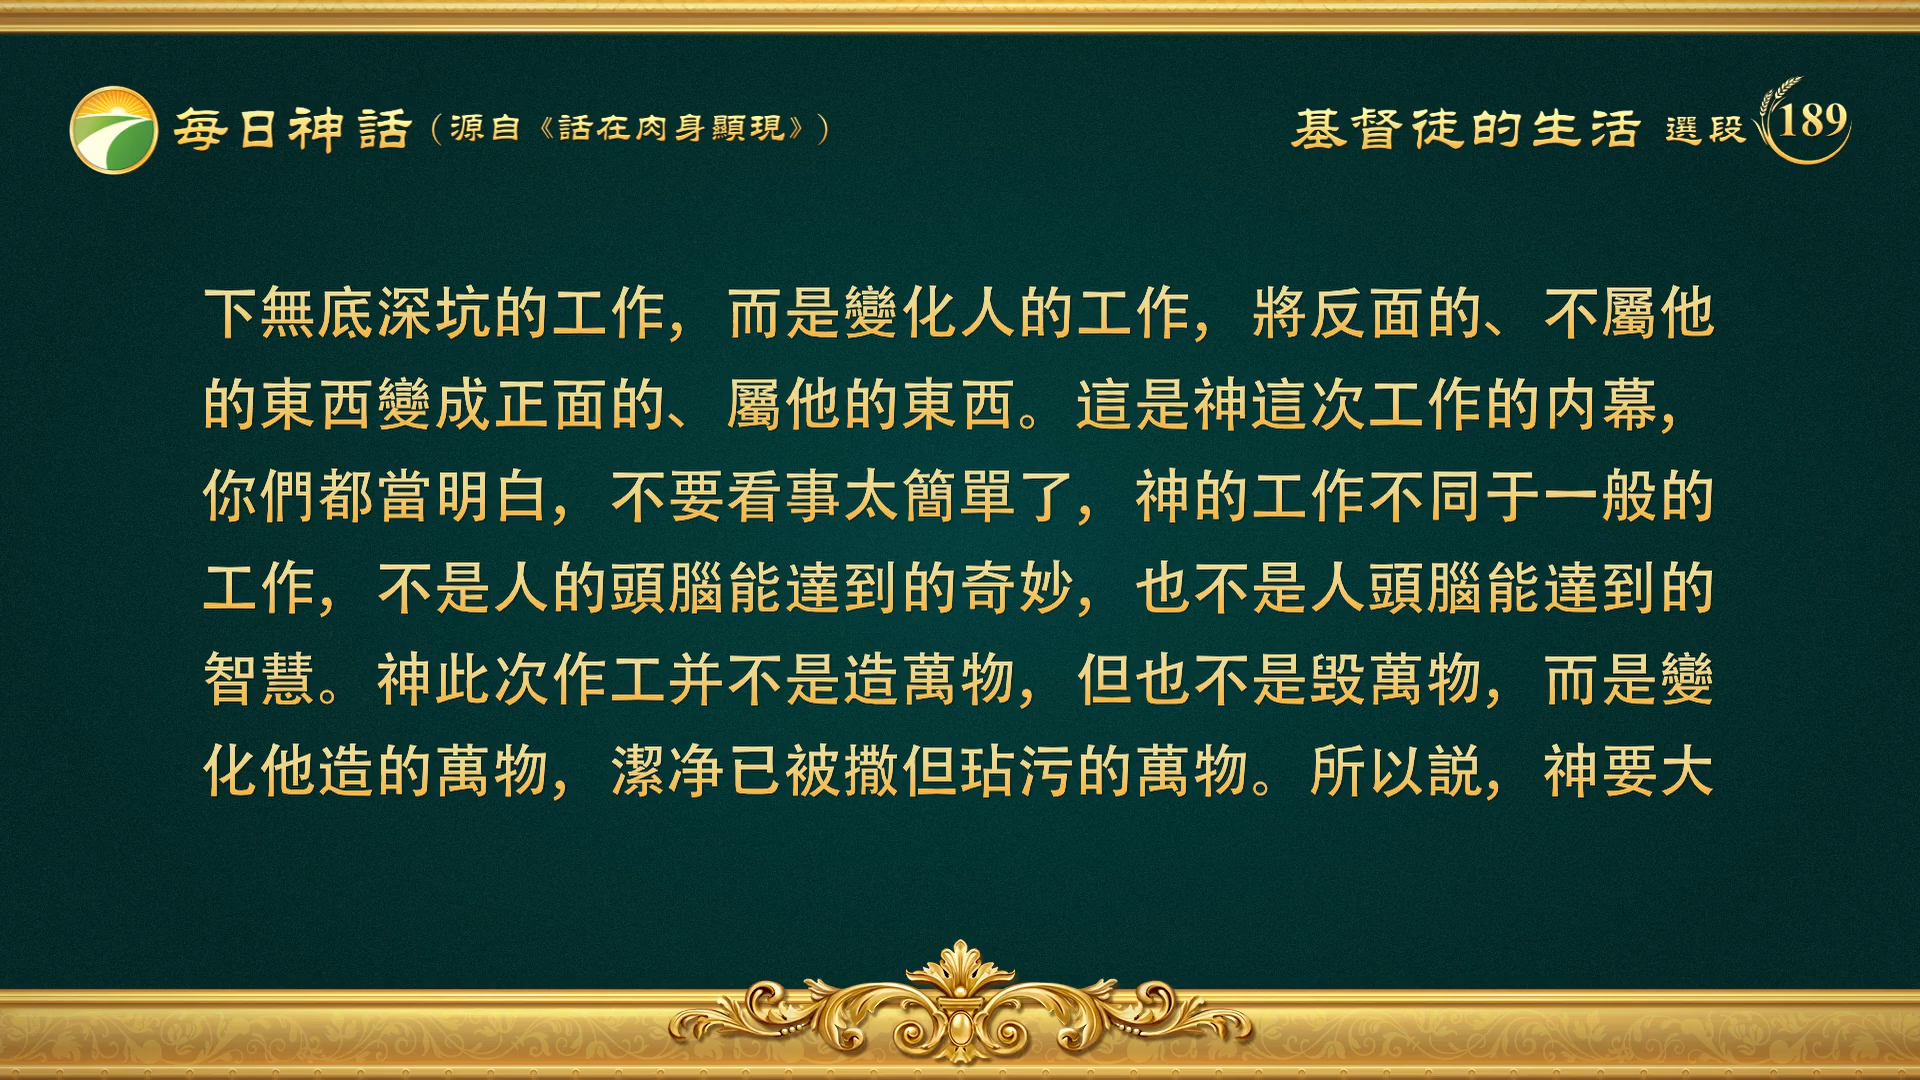 每日神話（源自《話在肉身顯現》）
基督徒的生活 選段 189
下無底深坑的工作，而是變化人的工作，將反面的、不屬他
的東西變成正面的、屬他的東西。這是神這次工作的内幕，
你們都當明白，不要看事太簡單了，神的工作不同于一般的
工作，不是人的頭腦能達到的奇妙，也不是人頭腦能達到的
智慧。神此次作工并不是造萬物，但也不是毁萬物，而是變
化他造的萬物，潔净已被撒但玷污的萬物。所以説，神要大